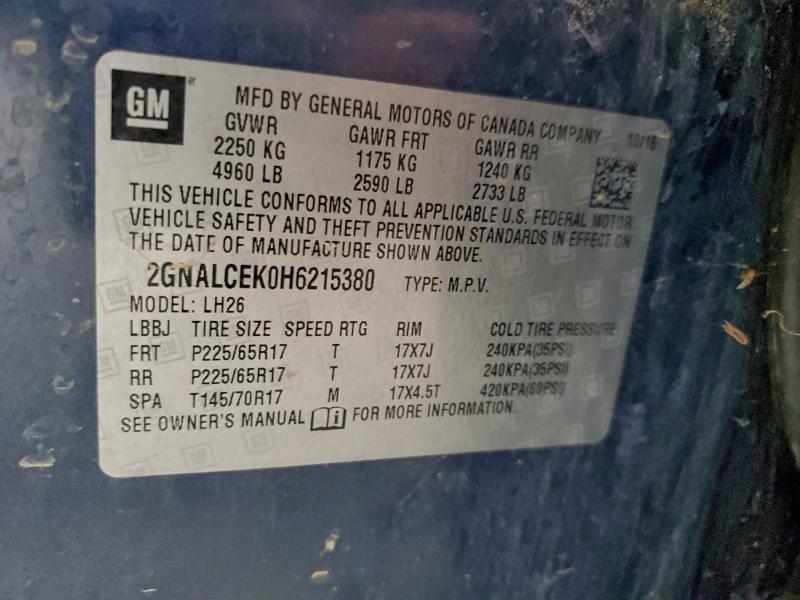 GM
MFD BY GENERAL MOTORS OF CANADA COMPANY 10/16
GVWR GAWR FRT GAWR RR
2250 KG 1175 KG 1240 KG
4960 LB 2590 LB 2733 LB
THIS VEHICLE CONFORMS TO ALL APPLICABLE U.S. FEDERAL MOTOR
VEHICLE SAFETY AND THEFT PREVENTION STANDARDS IN EFFECT ON
THE DATE OF MANUFACTURE SHOWN ABOVE.
2GNALCEK0H6215380 TYPE: M.P.V.
MODEL: LH26
LBBJ TIRE SIZE SPEED RTG RIM COLD TIRE PRESSURE
FRT P225/65R17 T 17X7J 240KPA(35PSI)
RR P225/65R17 T 17X7J 240KPA(35PSI)
SPA T145/70R17 M 17X4.5T 420KPA(60PSI)
SEE OWNER'S MANUAL FOR MORE INFORMATION.